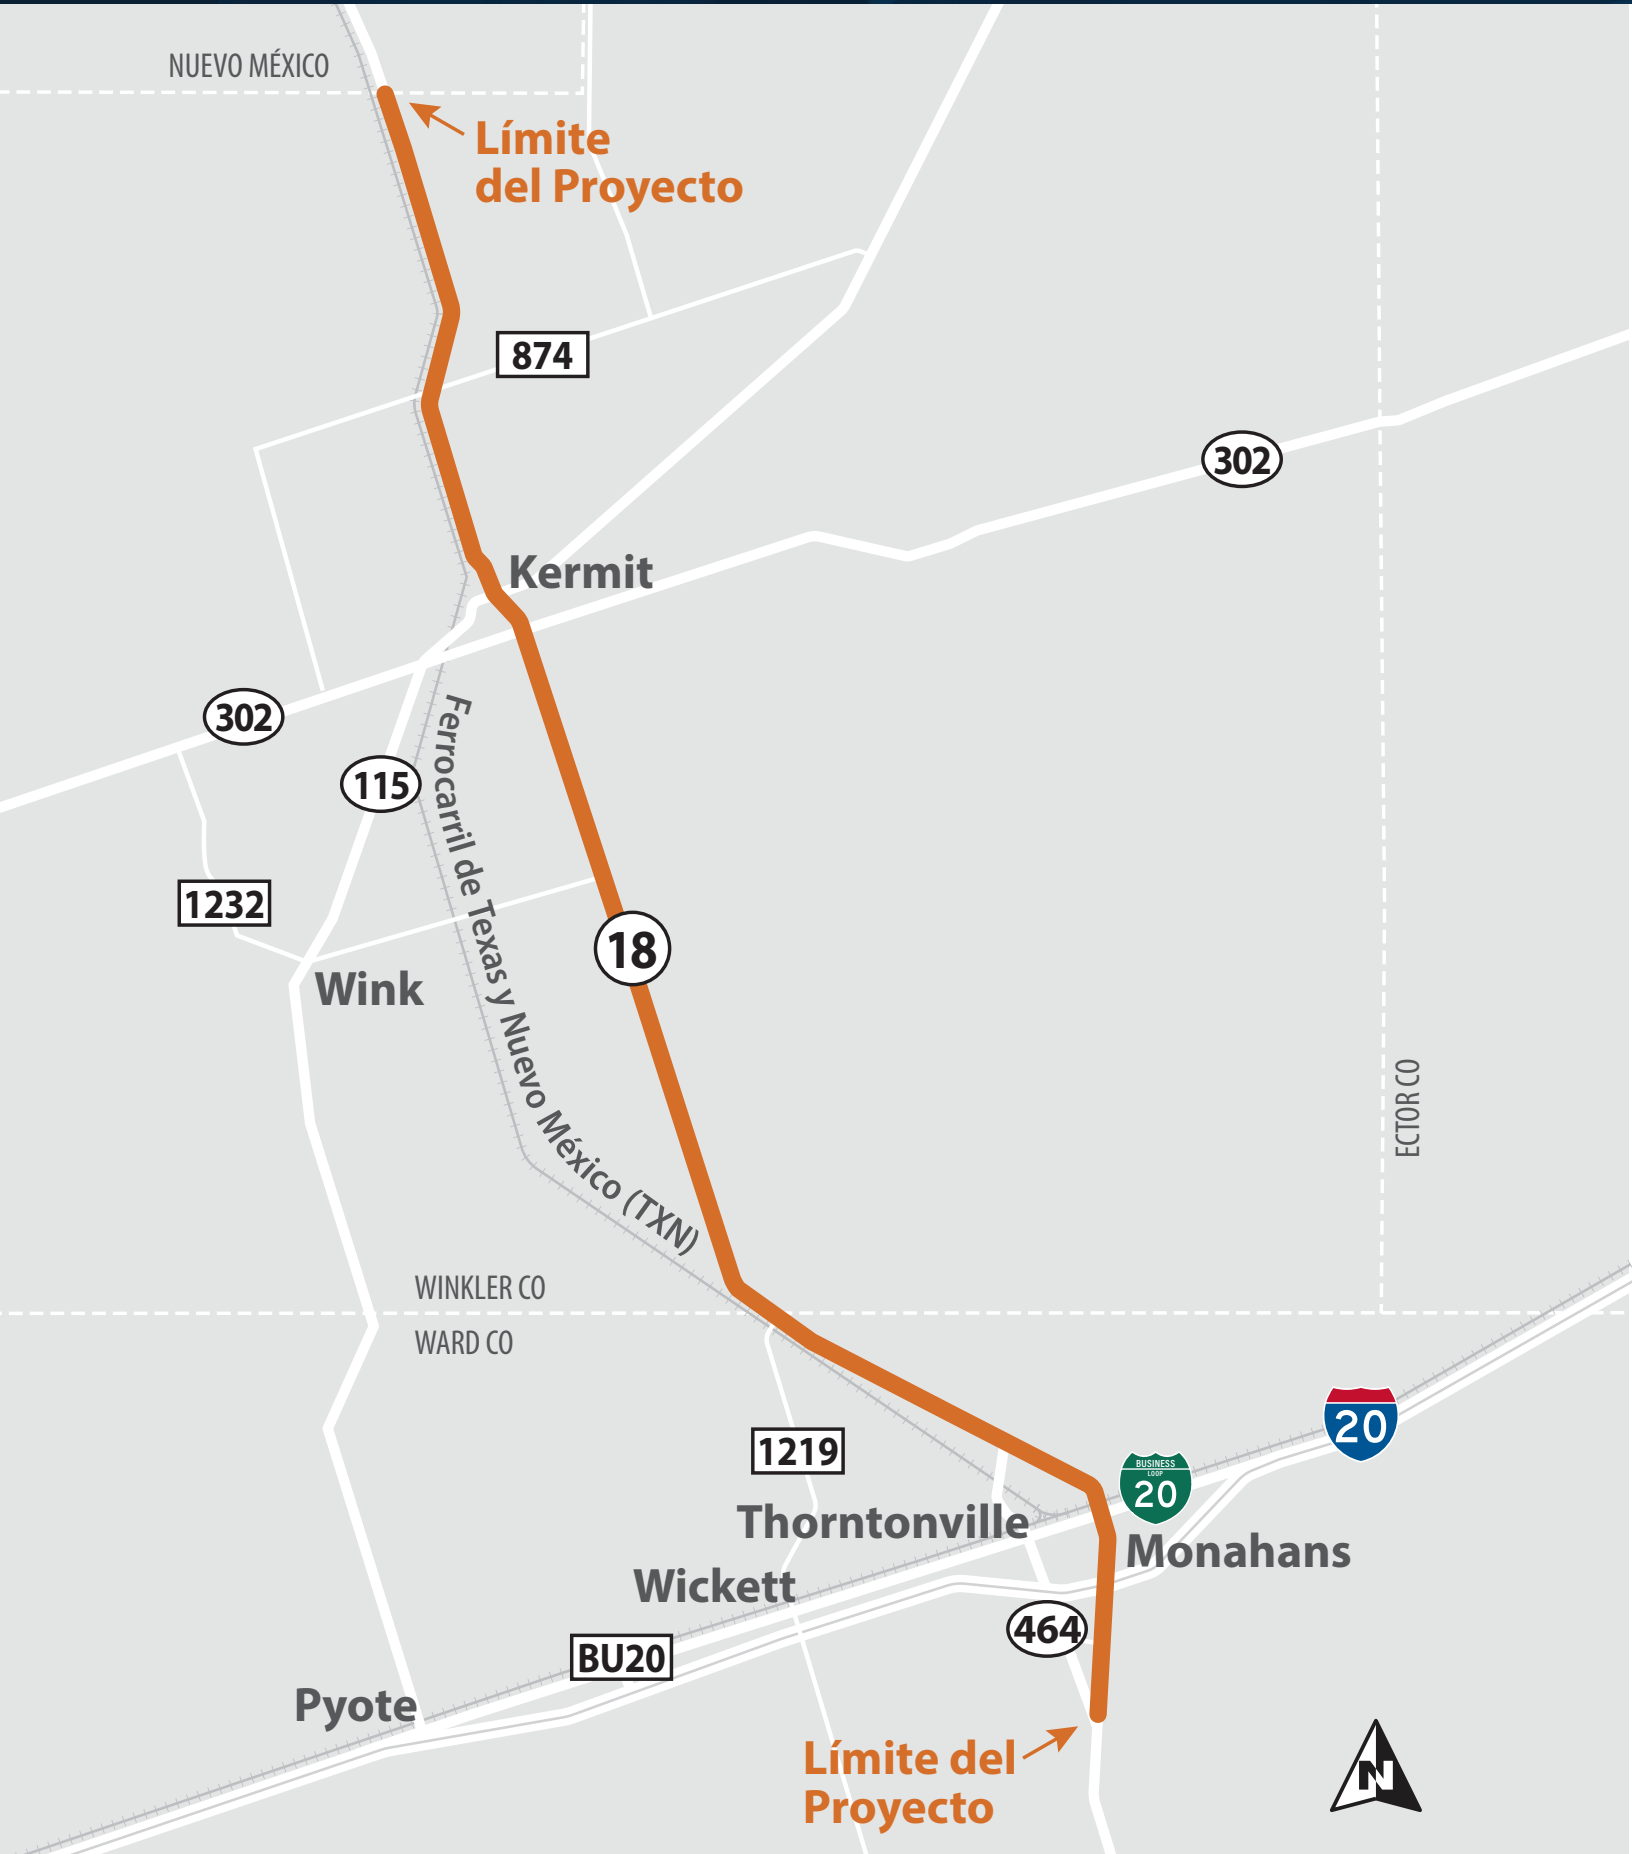 NUEVO MÉXICO
Límite
del Proyecto
874
302
Kermit
302
115
Ferrocarril de Texas y Nuevo México (TXN)
1232
18
Wink
ECTOR CO
WINKLER CO
WARD CO
20
1219
BUSINESS
LOOP
20
Thorntonville
Monahans
Wickett
464
BU20
Pyote
Límite del
Proyecto
N